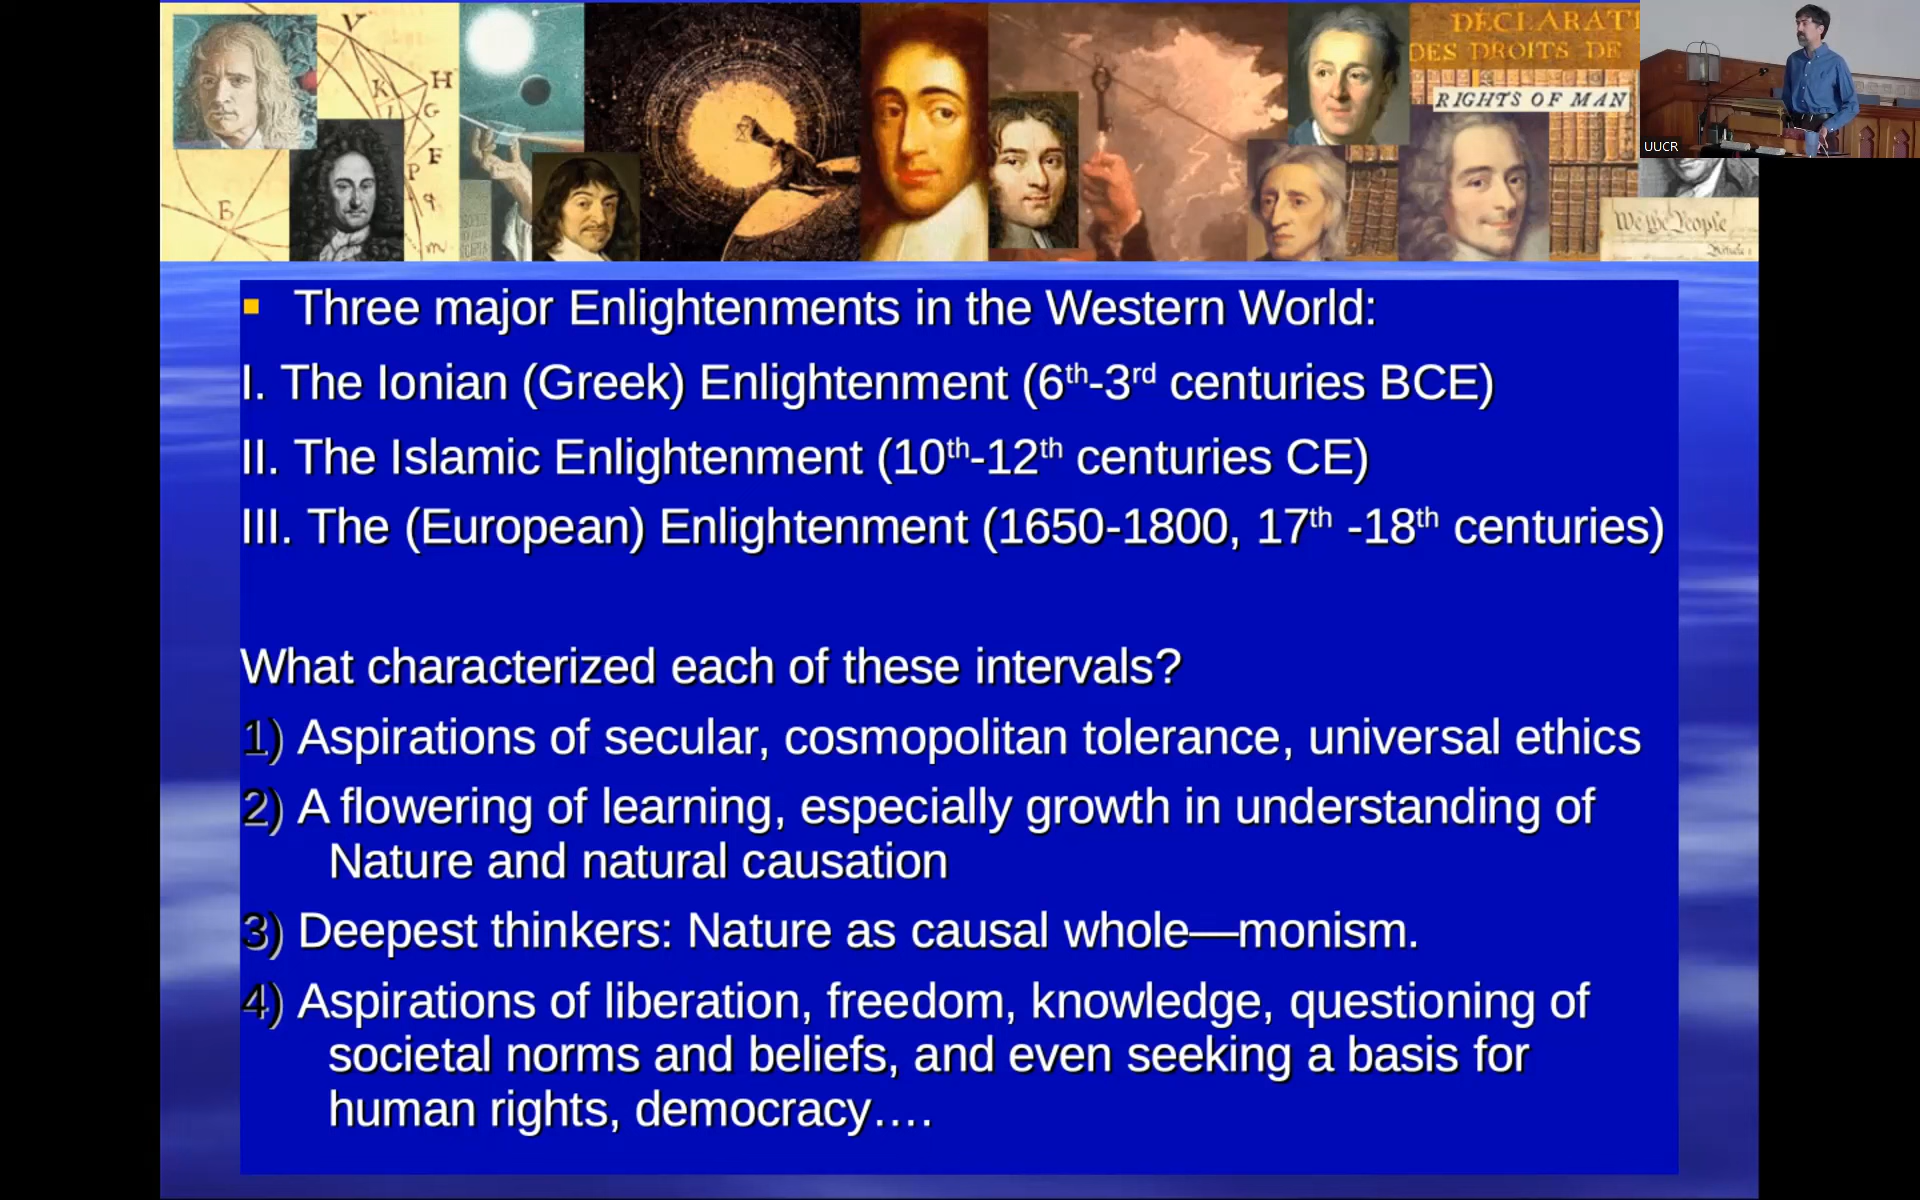 V
H
K
G
L
F
P
B
DÉCLARAT
DES DROITS DE
RIGHTS OF MAN
UUCR
We the People
Three major Enlightenments in the Western World:
I. The Ionian (Greek) Enlightenment (6th-3rd centuries BCE)
II. The Islamic Enlightenment (10th-12th centuries CE)
III. The (European) Enlightenment (1650-1800, 17th -18th centuries)
What characterized each of these intervals?
1) Aspirations of secular, cosmopolitan tolerance, universal ethics
2) A flowering of learning, especially growth in understanding of
Nature and natural causation
3) Deepest thinkers: Nature as causal whole—monism.
4) Aspirations of liberation, freedom, knowledge, questioning of
societal norms and beliefs, and even seeking a basis for
human rights, democracy….